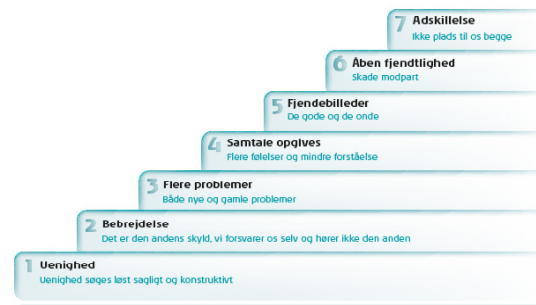 7 Adskillelse
Ikke plads til os begge
6 Åben fjendtlighed
Skade modpart
5 Fjendebilleder
De gode og de onde
4 Samtale opgives
Flere følelser og mindre forståelse
3 Flere problemer
Både nye og gamle problemer
2 Bebrejdelse
Det er den andens skyld, vi forsvarer os selv og hører ikke den anden
1 Uenighed
Uenighed søges løst sagligt og konstruktivt